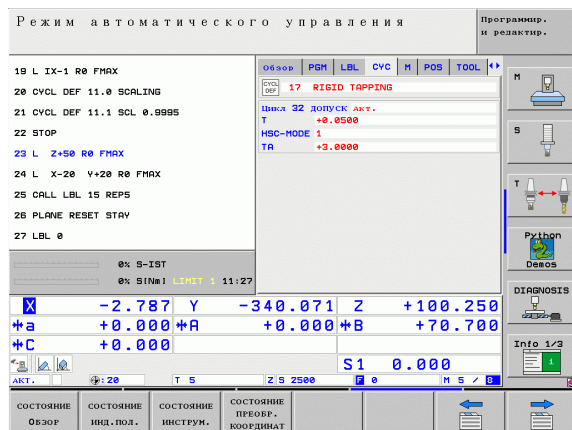 Режим автоматического управления
Программир.
и редактир.
19 L IX-1 R0 FMAX
20 CYCL DEF 11.0 SCALING
21 CYCL DEF 11.1 SCL 0.9995
22 STOP
23 L Z+50 R0 FMAX
24 L X-20 Y+20 R0 FMAX
25 CALL LBL 15 REP5
26 PLANE RESET STAY
27 LBL 0
Обзор PGM LBL CYC M POS TOOL
CYCL
DEF
17 RIGID TAPPING
Цикл 32 ДОПУСК Акт.
T +0.0500
HSC-MODE 1
TA +3.0000
0% S-IST
0% S[Nm] LIMIT 1 11:27
X -2.787 Y -340.071 Z +100.250
a +0.000 A +0.000 B +70.700
C +0.000
S1 0.000
АКТ. : 20 T 5 Z S 2500 F 0 M 5 / 8
M
S
T
Python
Demos
DIAGNOSIS
Info 1/3
СОСТОЯНИЕ
ОБЗОР
СОСТОЯНИЕ
ИНД.ПОЛ.
СОСТОЯНИЕ
ИНСТРУМ.
СОСТОЯНИЕ
ПРЕОБР.
КООРДИНАТ